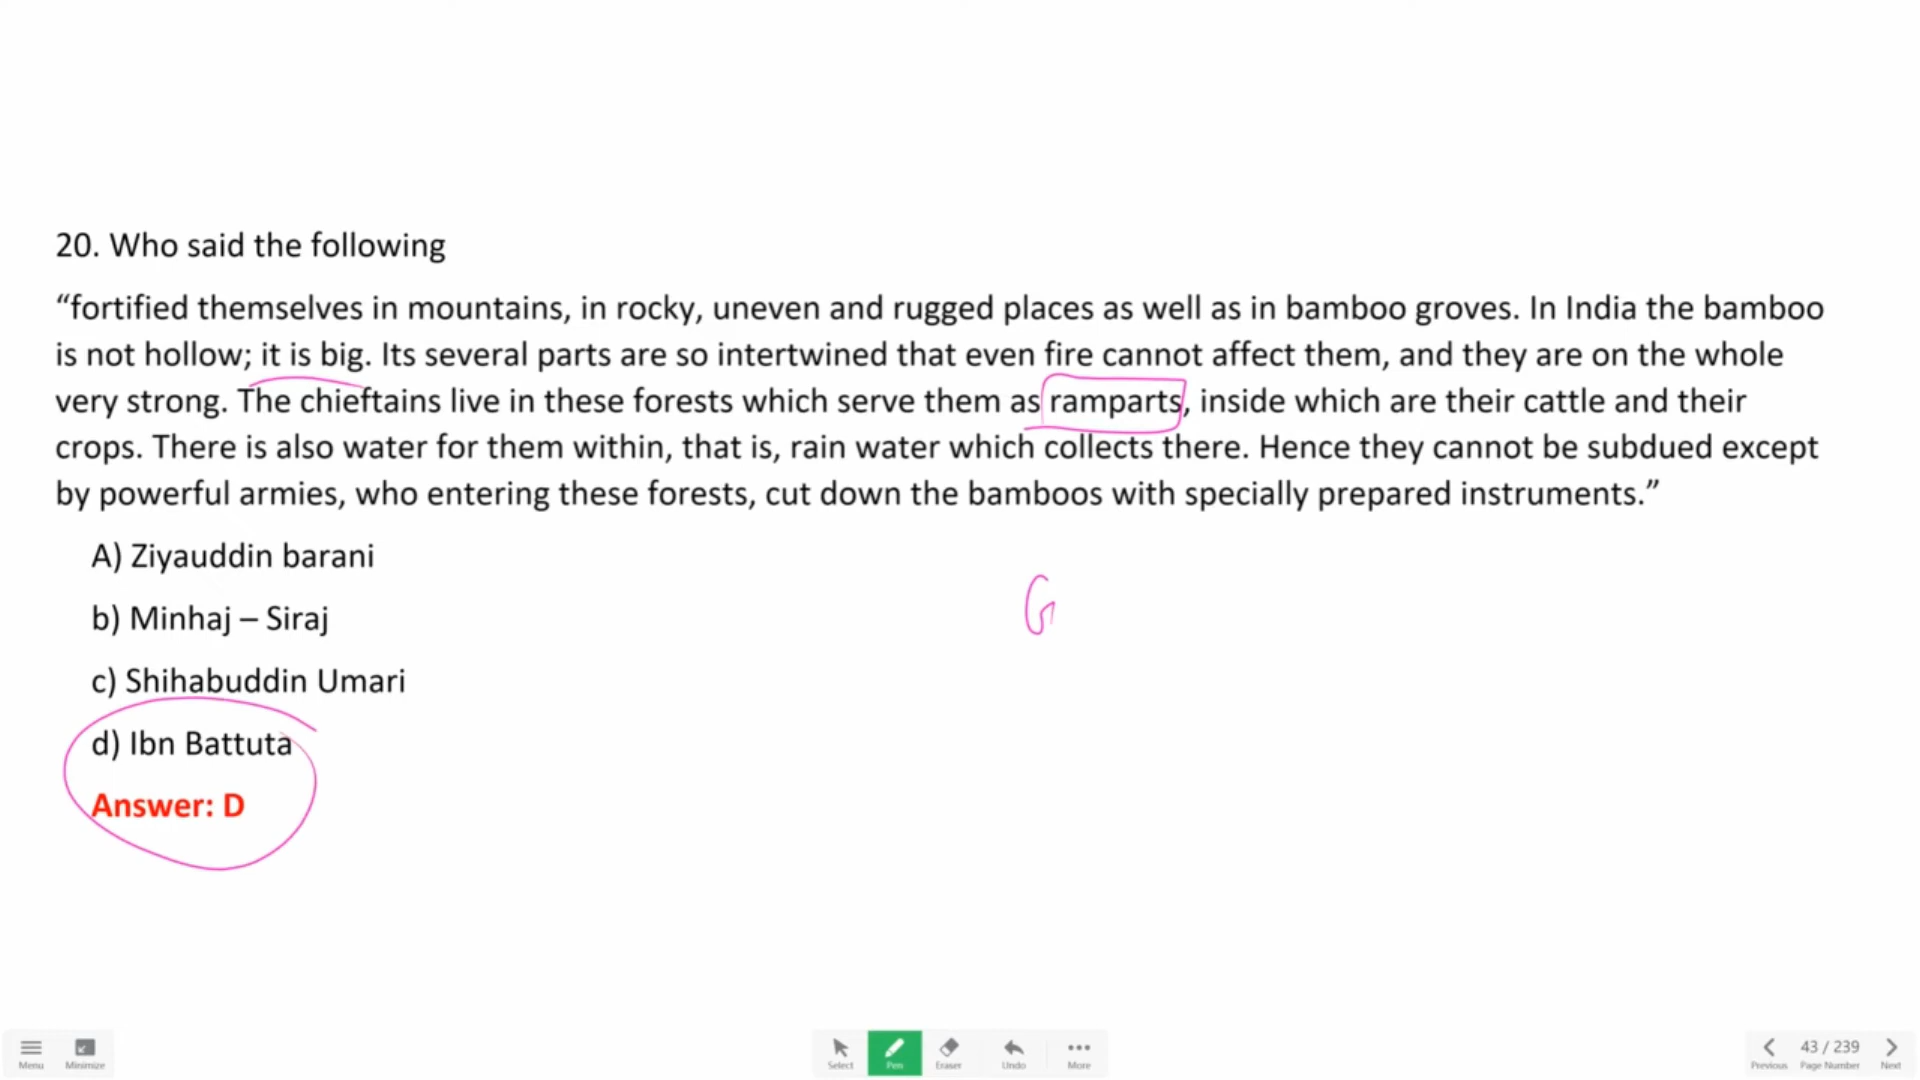 20. Who said the following
“fortified themselves in mountains, in rocky, uneven and rugged places as well as in bamboo groves. In India the bamboo
is not hollow; it is big. Its several parts are so intertwined that even fire cannot affect them, and they are on the whole
very strong. The chieftains live in these forests which serve them as ramparts, inside which are their cattle and their
crops. There is also water for them within, that is, rain water which collects there. Hence they cannot be subdued except
by powerful armies, who entering these forests, cut down the bamboos with specially prepared instruments.”
A) Ziyauddin barani
b) Minhaj – Siraj
G
c) Shihabuddin Umari
d) Ibn Battuta
Answer: D
Menu
Minimize
Select
Pen
Eraser
Undo
More
Previous
43 / 239
Page Number
Next